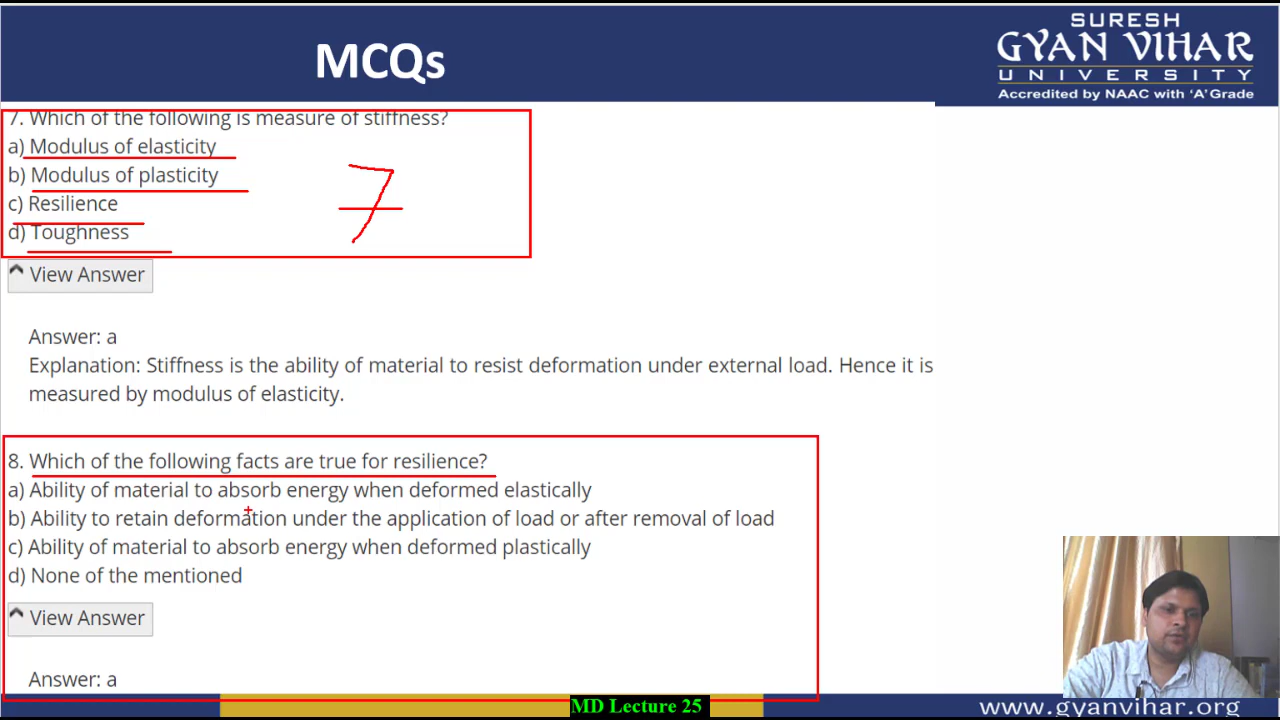 MCQs
SURESH
GYAN VIHAR
UNIVERSITY
Accredited by NAAC with 'A' Grade
7. Which of the following is measure of stiffness?
a) Modulus of elasticity
b) Modulus of plasticity
c) Resilience
d) Toughness
7
View Answer
Answer: a
Explanation: Stiffness is the ability of material to resist deformation under external load. Hence it is
measured by modulus of elasticity.
8. Which of the following facts are true for resilience?
a) Ability of material to absorb energy when deformed elastically
b) Ability to retain deformation under the application of load or after removal of load
c) Ability of material to absorb energy when deformed plastically
d) None of the mentioned
View Answer
Answer: a
MD Lecture 25
www.gyanvihar.org